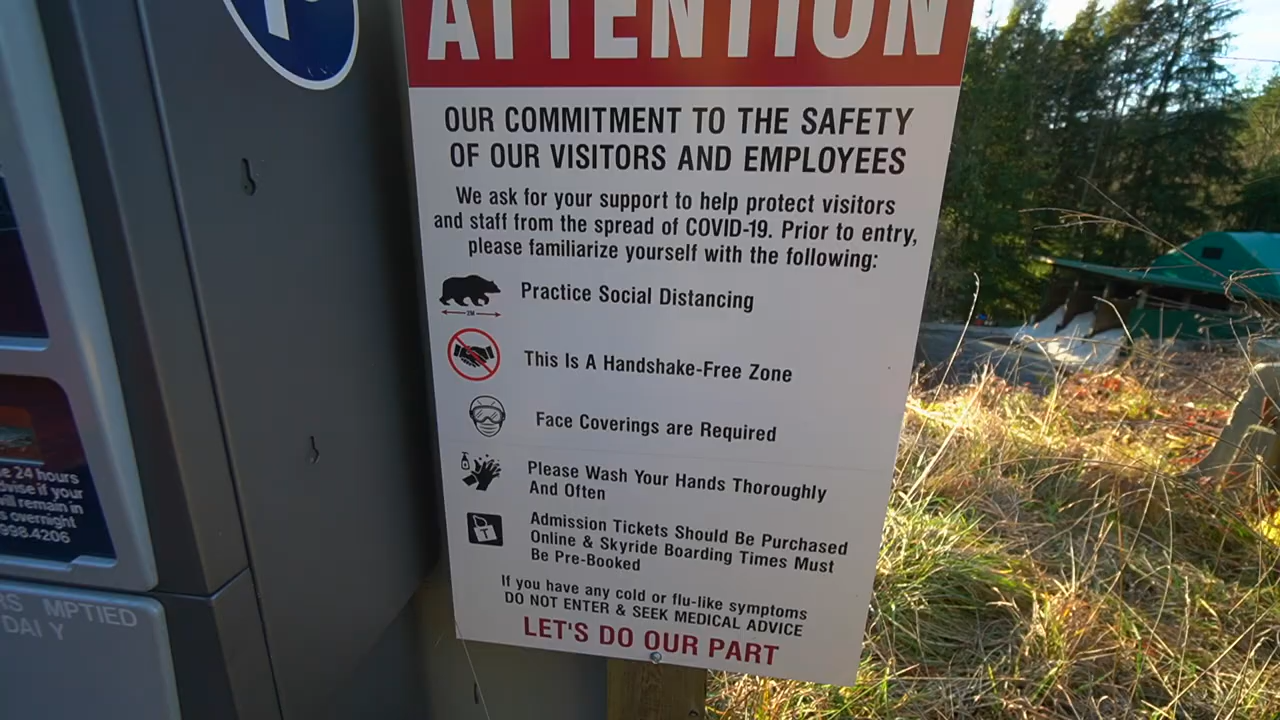 ATTENTION
OUR COMMITMENT TO THE SAFETY
OF OUR VISITORS AND EMPLOYEES
We ask for your support to help protect visitors
and staff from the spread of COVID-19. Prior to entry,
please familiarize yourself with the following:
2M
Practice Social Distancing
This Is A Handshake-Free Zone
Face Coverings are Required
Please Wash Your Hands Thoroughly
And Often
Admission Tickets Should Be Purchased
Online & Skyride Boarding Times Must
Be Pre-Booked
If you have any cold or flu-like symptoms
DO NOT ENTER & SEEK MEDICAL ADVICE
LET'S DO OUR PART
24 hours
if your
remain in
overnight
998.4206
MPTIED
DAI Y